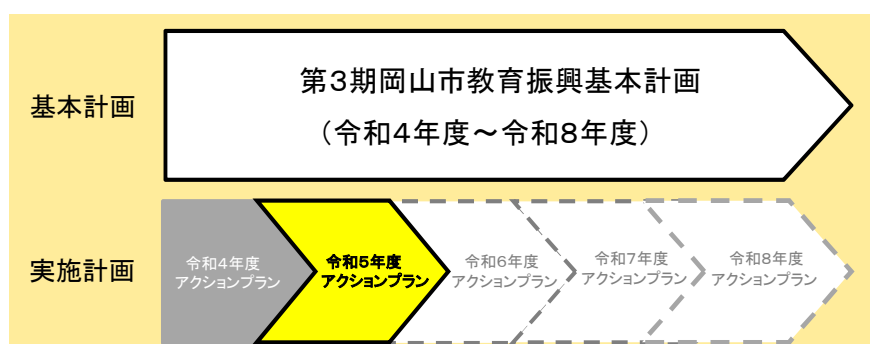 基本計画
第3期岡山市教育振興基本計画
（令和4年度～令和8年度）
実施計画
令和4年度
アクションプラン
令和5年度
アクションプラン
令和6年度
アクションプラン
令和7年度
アクションプラン
令和8年度
アクションプラン